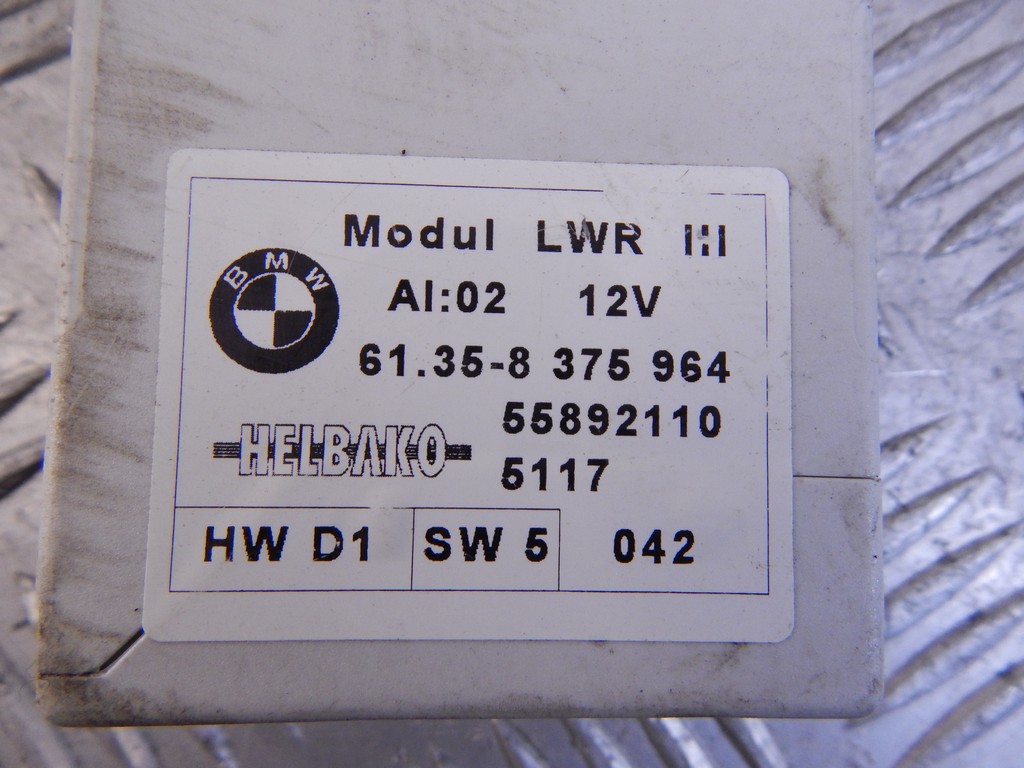 Modul LWR III
BMW
AI:02 12V
61.35-8 375 964
55892110
HELBAKO
5117
HW D1 SW 5 042